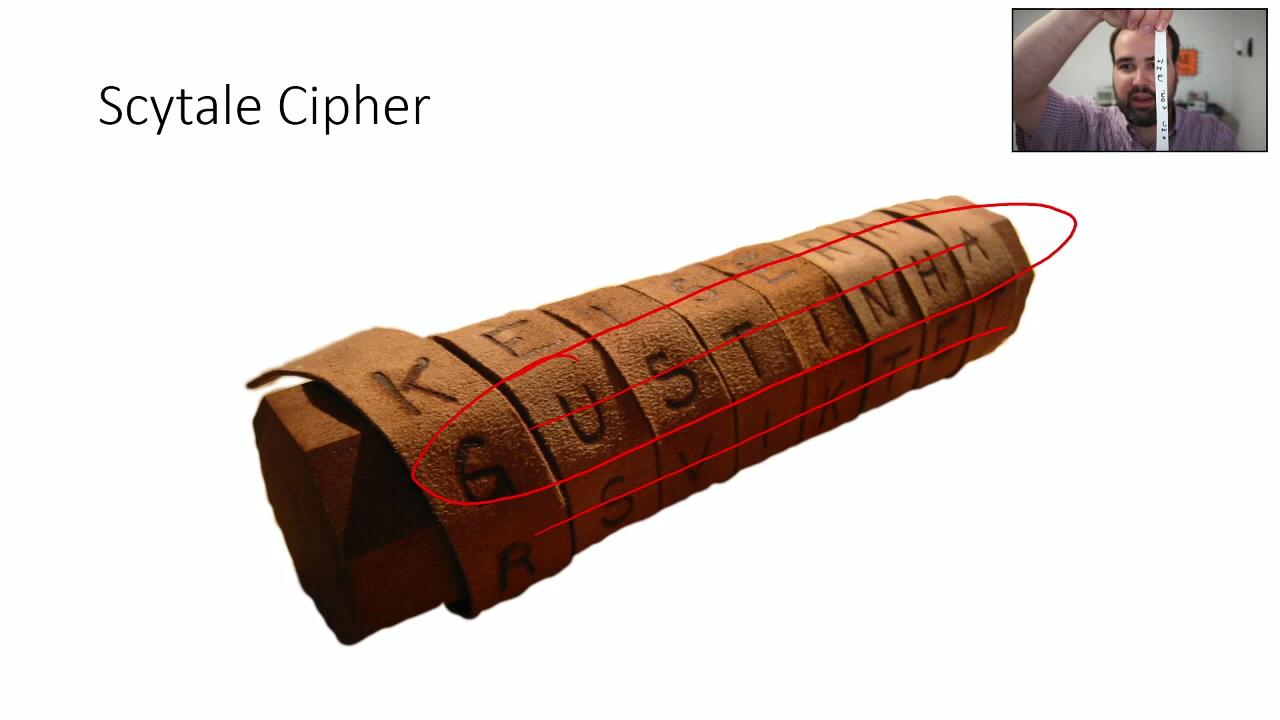 Scytale Cipher
K E I S E R M
G U S T I N H A
R S V I K T E